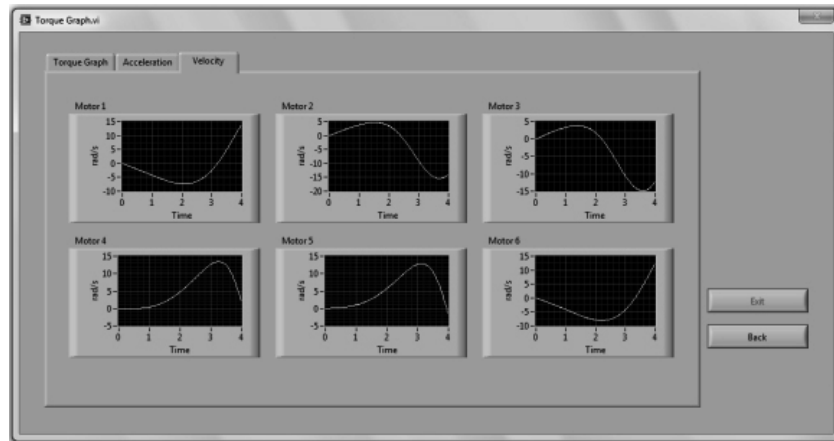 Torque Graph.vi
Torque Graph Acceleration Velocity
Motor 1 Motor 2 Motor 3
15 5 5
10 0 0
5 -5 -5
0 -10 -10
-5 -15 -15
-10 -20
rad/s rad/s rad/s
0 1 2 3 4 0 1 2 3 4 0 1 2 3 4
Time Time Time
Motor 4 Motor 5 Motor 6
15 15 15
10 10 10
5 5 5
0 0 0
-5 -5 -5
-10
rad/s rad/s rad/s
0 1 2 3 4 0 1 2 3 4 0 1 2 3 4
Time Time Time
Exit
Back